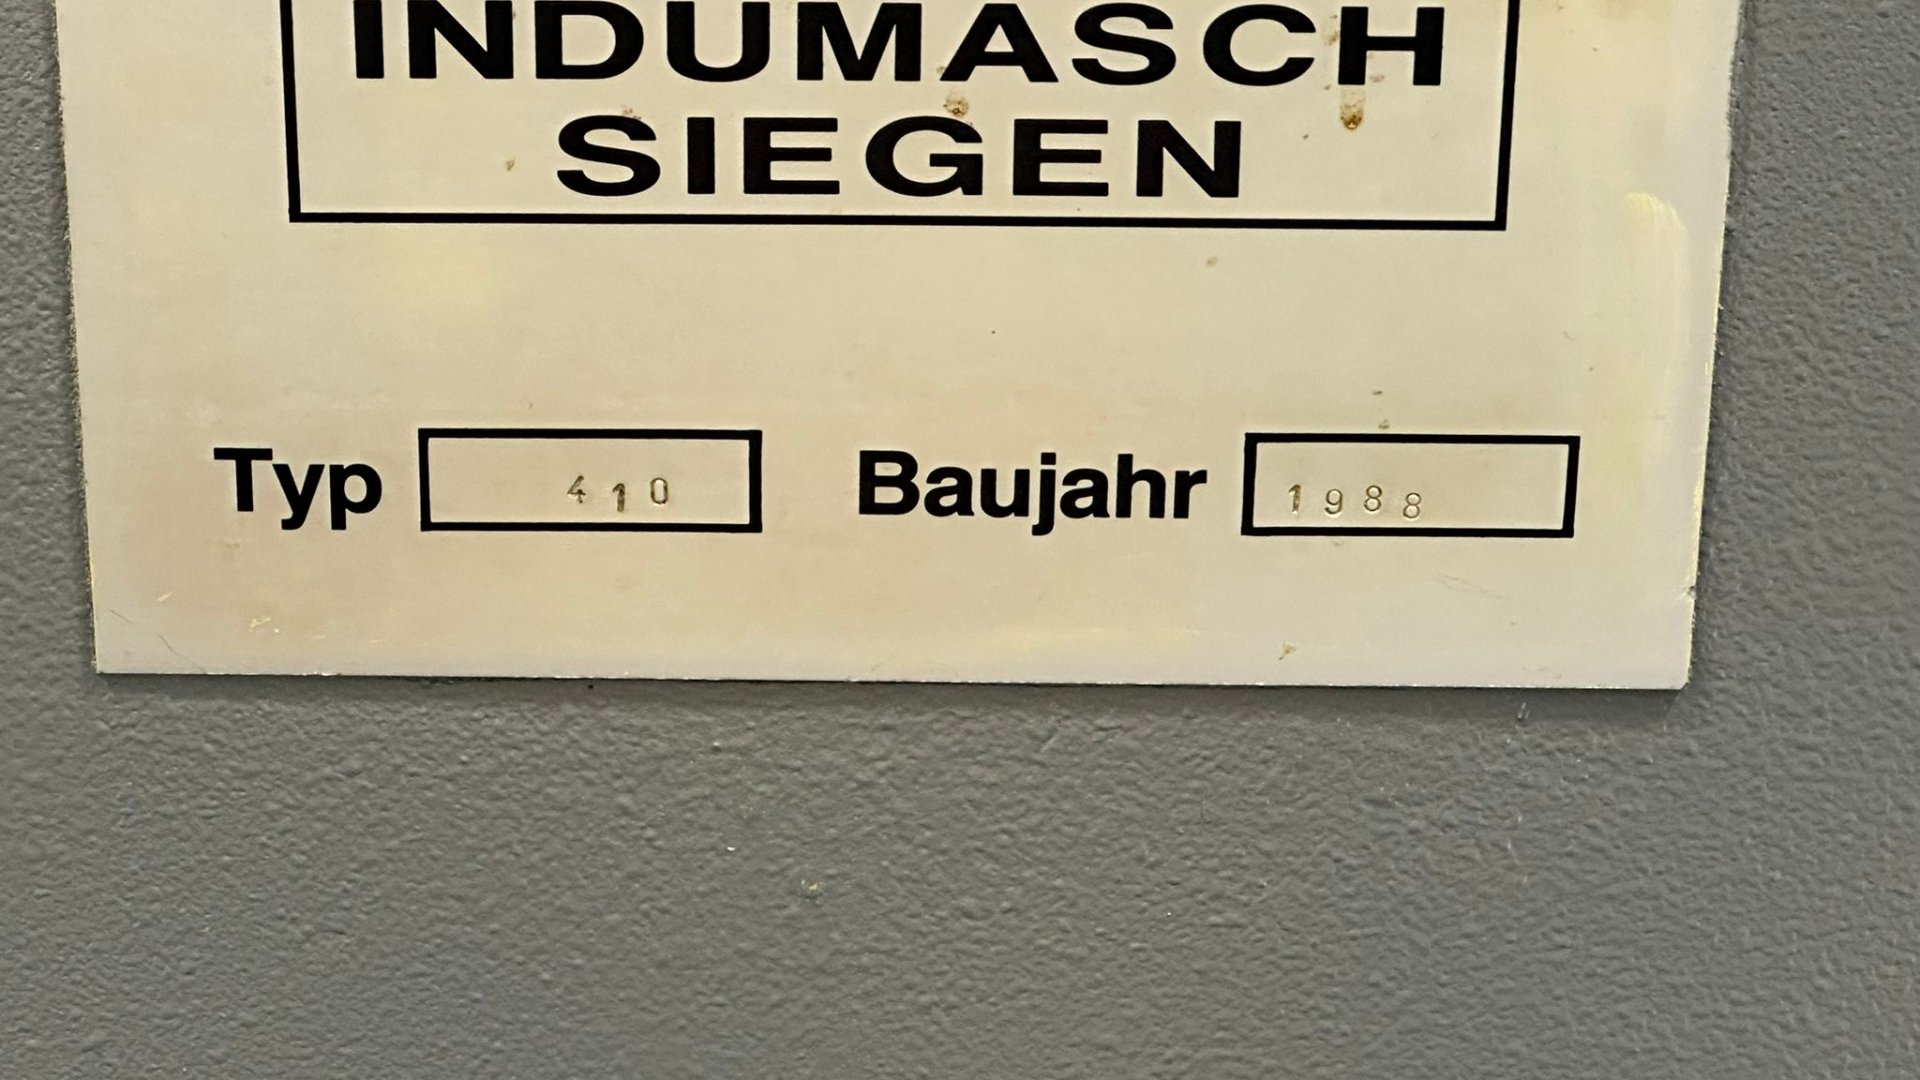 INDUMASCH
SIEGEN
Typ 410 Baujahr 1988